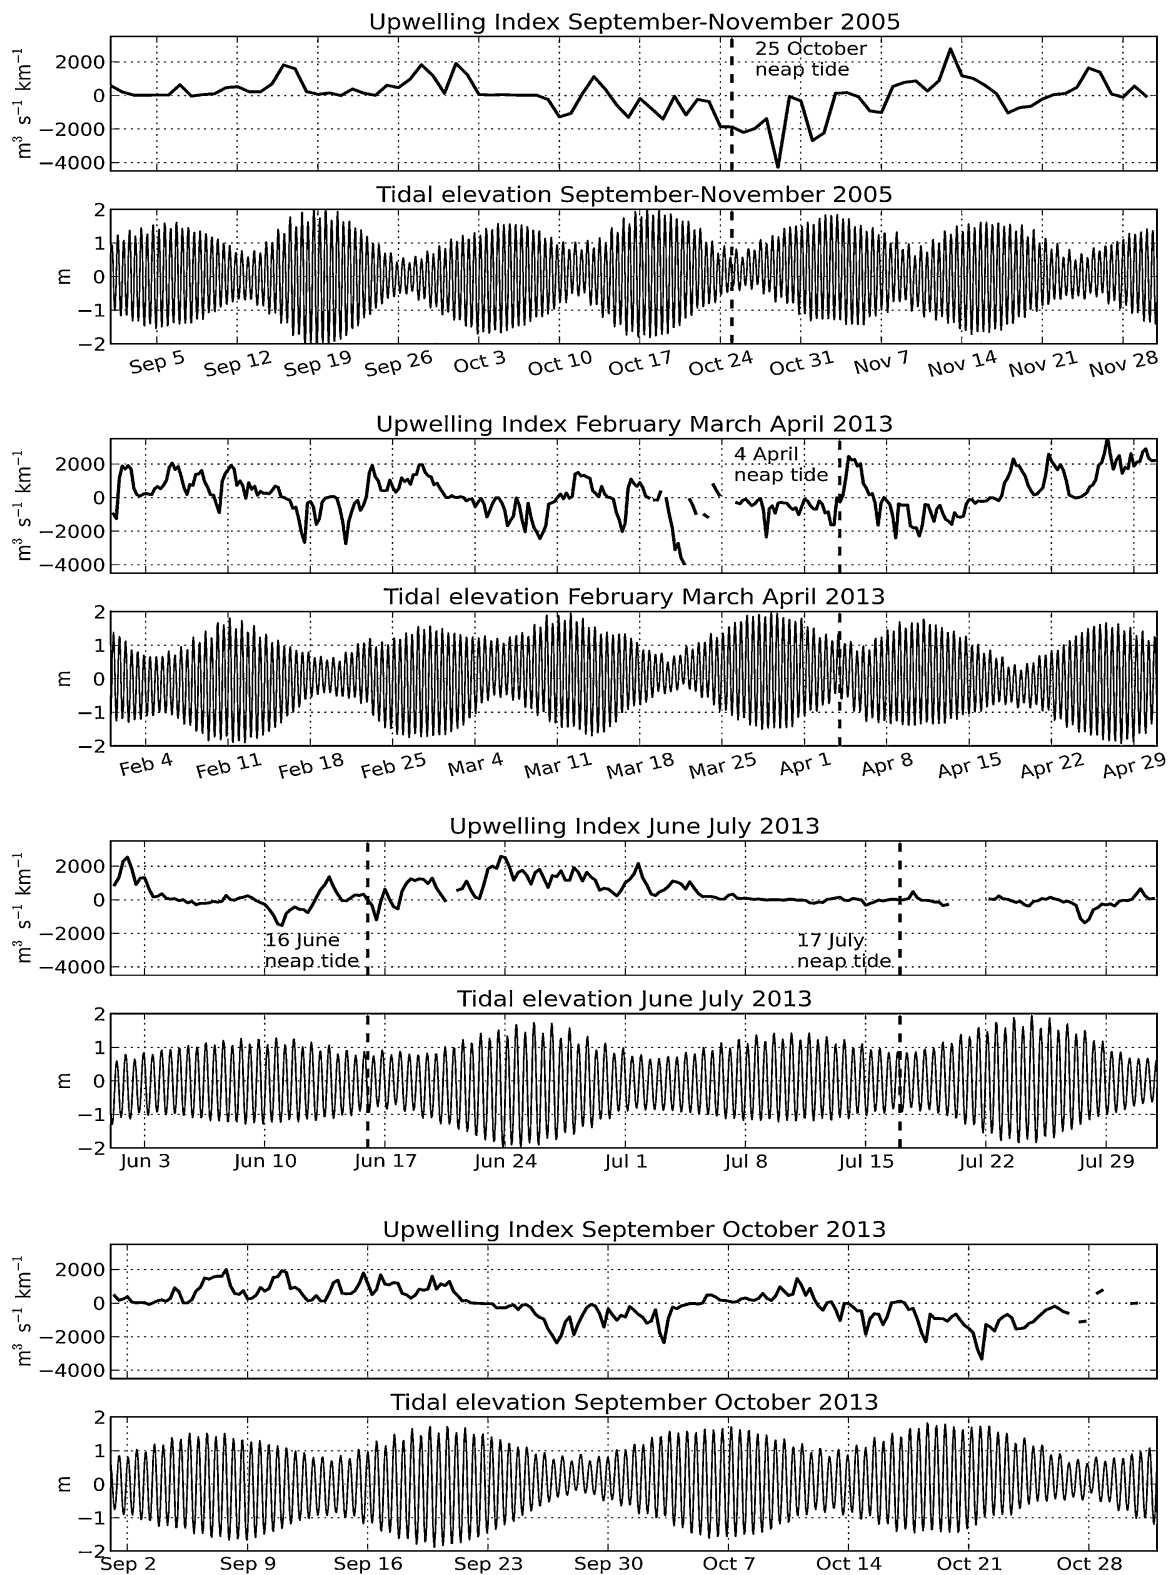 Upwelling Index September-November 2005
m³ s⁻¹ km⁻¹
2000
0
−2000
−4000
25 October
neap tide
Tidal elevation September-November 2005
m
2
1
0
−1
−2
Sep 5 Sep 12 Sep 19 Sep 26 Oct 3 Oct 10 Oct 17 Oct 24 Oct 31 Nov 7 Nov 14 Nov 21 Nov 28
Upwelling Index February March April 2013
m³ s⁻¹ km⁻¹
2000
0
−2000
−4000
4 April
neap tide
Tidal elevation February March April 2013
m
2
1
0
−1
−2
Feb 4 Feb 11 Feb 18 Feb 25 Mar 4 Mar 11 Mar 18 Mar 25 Apr 1 Apr 8 Apr 15 Apr 22 Apr 29
Upwelling Index June July 2013
m³ s⁻¹ km⁻¹
2000
0
−2000
−4000
16 June
neap tide
17 July
neap tide
Tidal elevation June July 2013
m
2
1
0
−1
−2
Jun 3 Jun 10 Jun 17 Jun 24 Jul 1 Jul 8 Jul 15 Jul 22 Jul 29
Upwelling Index September October 2013
m³ s⁻¹ km⁻¹
2000
0
−2000
−4000
Tidal elevation September October 2013
m
2
1
0
−1
−2
Sep 2 Sep 9 Sep 16 Sep 23 Sep 30 Oct 7 Oct 14 Oct 21 Oct 28